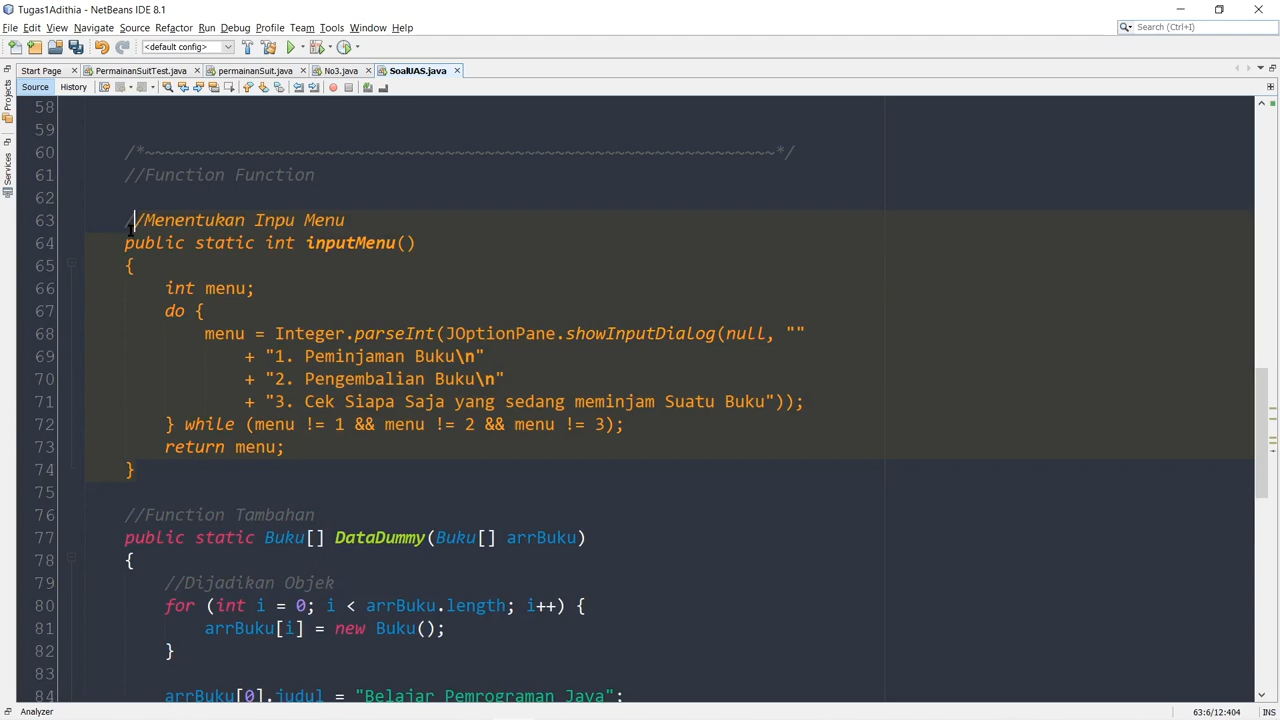 Tugas1Adithia - NetBeans IDE 8.1
File Edit View Navigate Source Refactor Run Debug Profile Team Tools Window Help
Search (Ctrl+I)
<default config>
Start Page PermainanSuitTest.java permainanSuit.java No3.java SoalUAS.java
Source History
Projects
Services
58
59
60 /*~~~~~~~~~~~~~~~~~~~~~~~~~~~~~~~~~~~~~~~~~~~~~~~~~~~~~~~~~~~~~~~*/
61 //Function Function
62
63 //Menentukan Inpu Menu
64 public static int inputMenu()
65 {
66 int menu;
67 do {
68 menu = Integer.parseInt(JOptionPane.showInputDialog(null, ""
69 + "1. Peminjaman Buku\n"
70 + "2. Pengembalian Buku\n"
71 + "3. Cek Siapa Saja yang sedang meminjam Suatu Buku"));
72 } while (menu != 1 && menu != 2 && menu != 3);
73 return menu;
74 }
75
76 //Function Tambahan
77 public static Buku[] DataDummy(Buku[] arrBuku)
78 {
79 //Dijadikan Objek
80 for (int i = 0; i < arrBuku.length; i++) {
81 arrBuku[i] = new Buku();
82 }
83
84 arrBuku[0].judul = "Belajar Pemrograman Java";
Analyzer
63:6/12:404 INS